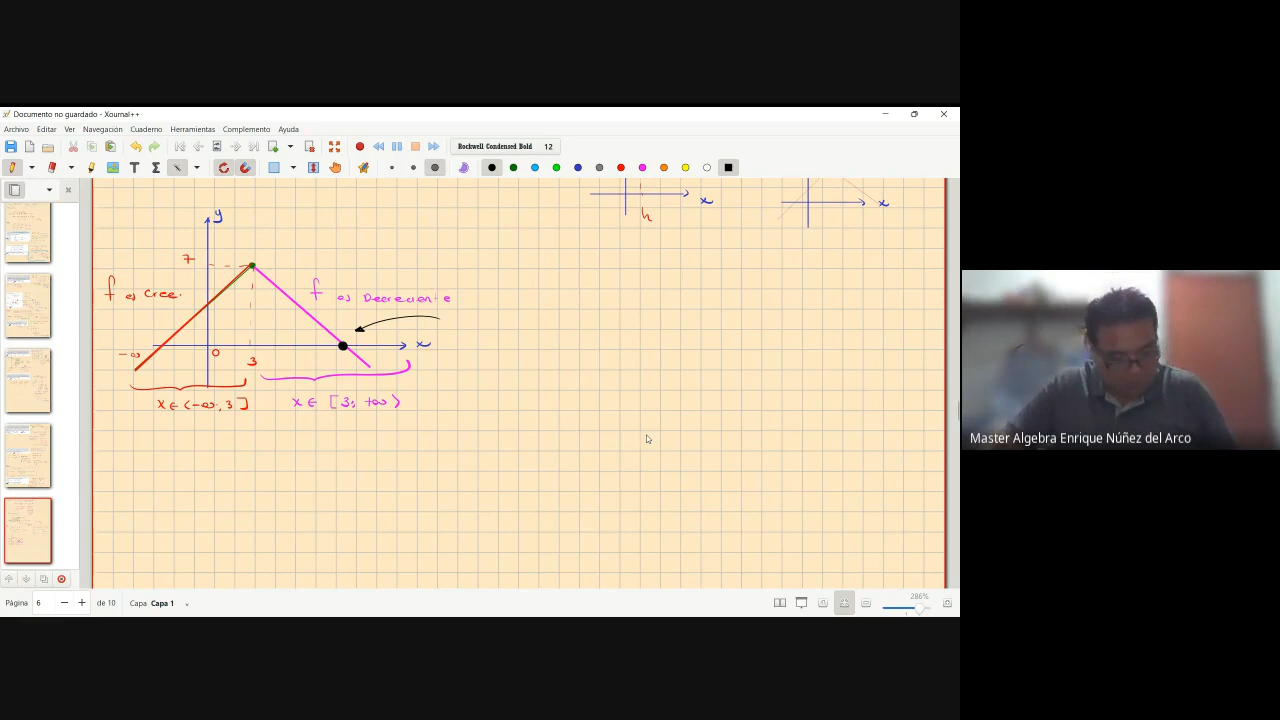 Documento no guardado - Xournal++
Archivo Editar Ver Navegación Cuaderno Herramientas Complemento Ayuda
Rockwell Condensed Bold 12
x
h
x
y
7
f es Crec.
f es Decreciente
x
-∞
0
3
x ∈ ⟨-∞, 3]
x ∈ [3; +∞⟩
Master Algebra Enrique Núñez del Arco
Página 6 de 10 Capa Capa 1
286%